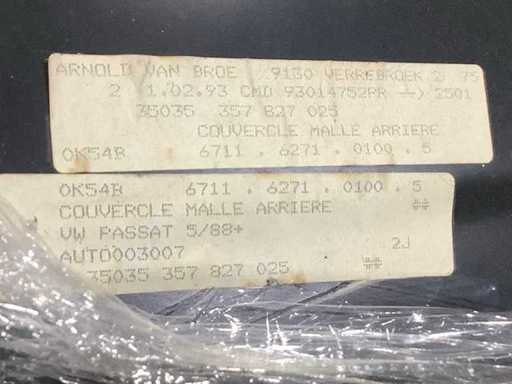 ARNOLD VAN BROE 9130 VERREBROEK 2 75
2 1.02.93 CMD 93014752RR --> 2501
35035 357 827 025
COUVERCLE MALLE ARRIERE
OK54B 6711 . 6271 . 0100 . 5
OK54B 6711 . 6271 . 0100 . 5
COUVERCLE MALLE ARRIERE ##
VW PASSAT 5/88+
2J
AUTO003007
35035 357 827 025 ##